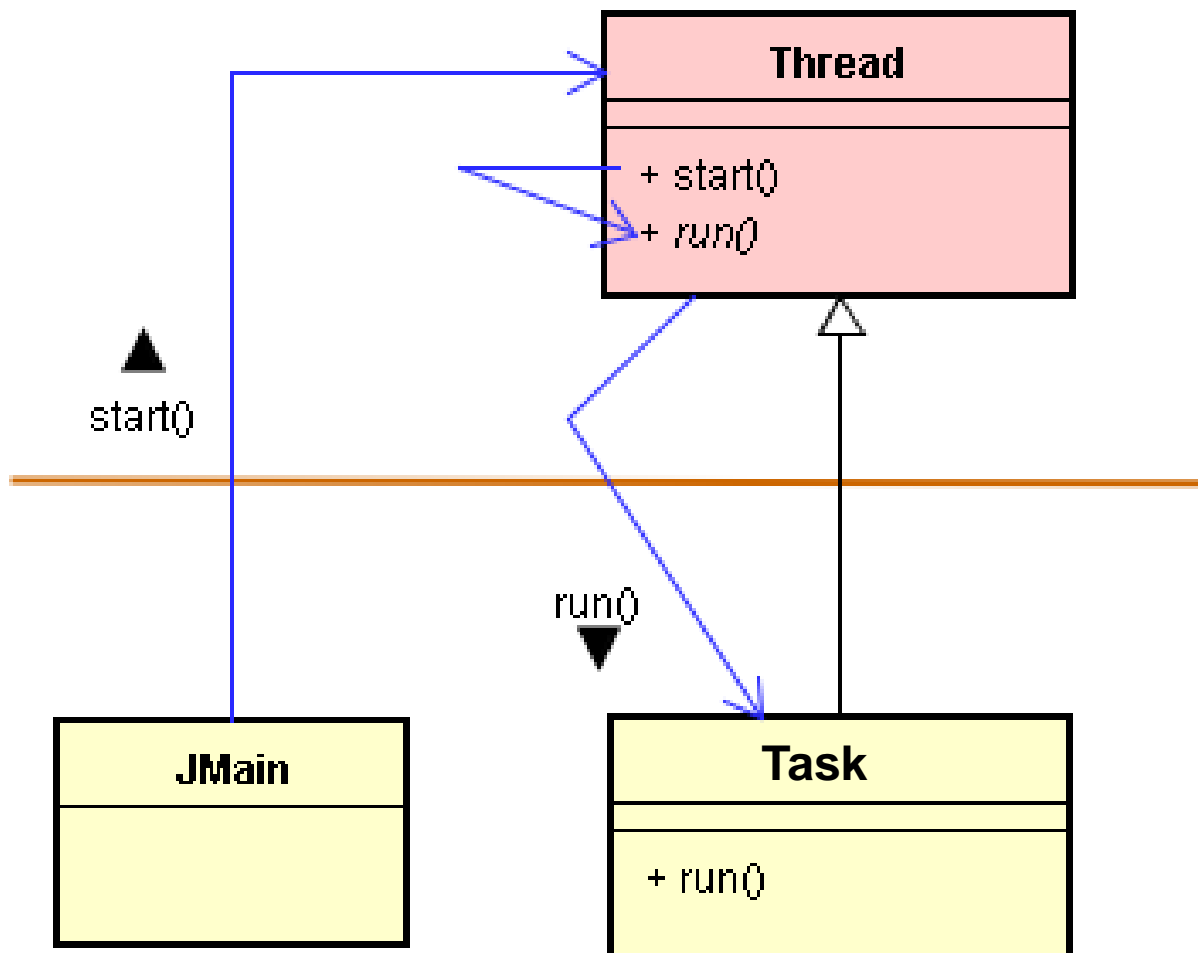 Thread
+ start()
+ run()
start()
run()
JMain
Task
+ run()